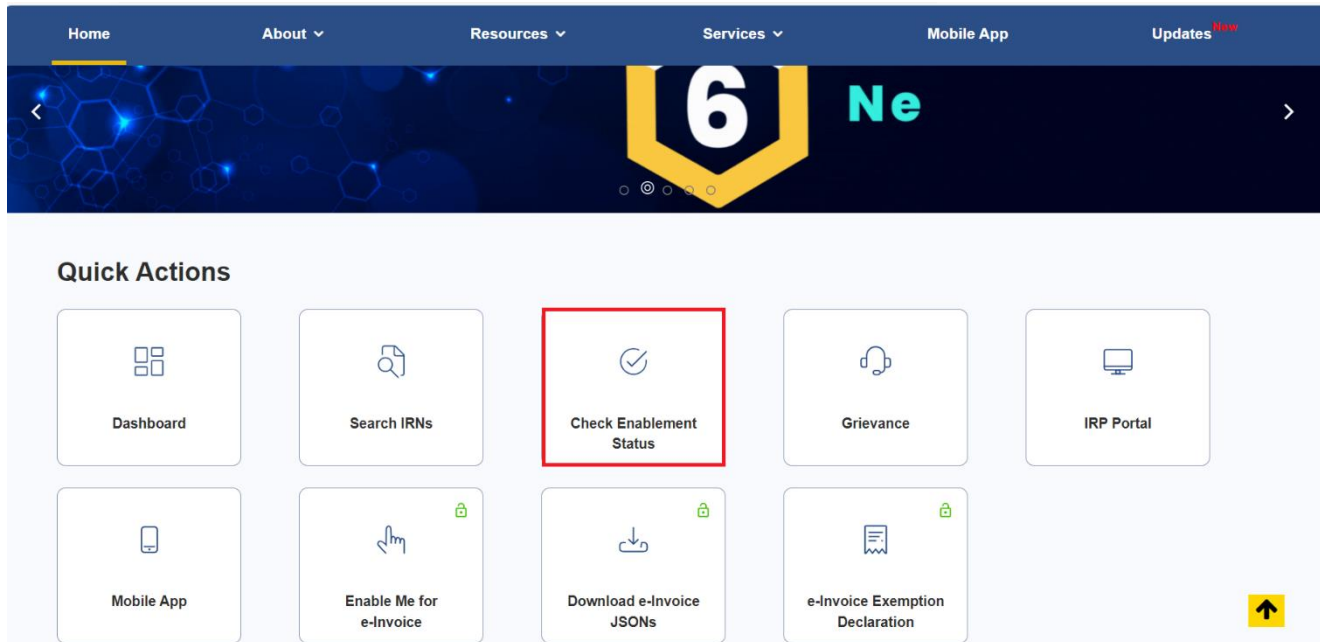 Home About Resources Services Mobile App Updates New
6 Ne
Quick Actions
Dashboard
Search IRNs
Check Enablement
Status
Grievance
IRP Portal
Mobile App
Enable Me for
e-Invoice
Download e-Invoice
JSONs
e-Invoice Exemption
Declaration